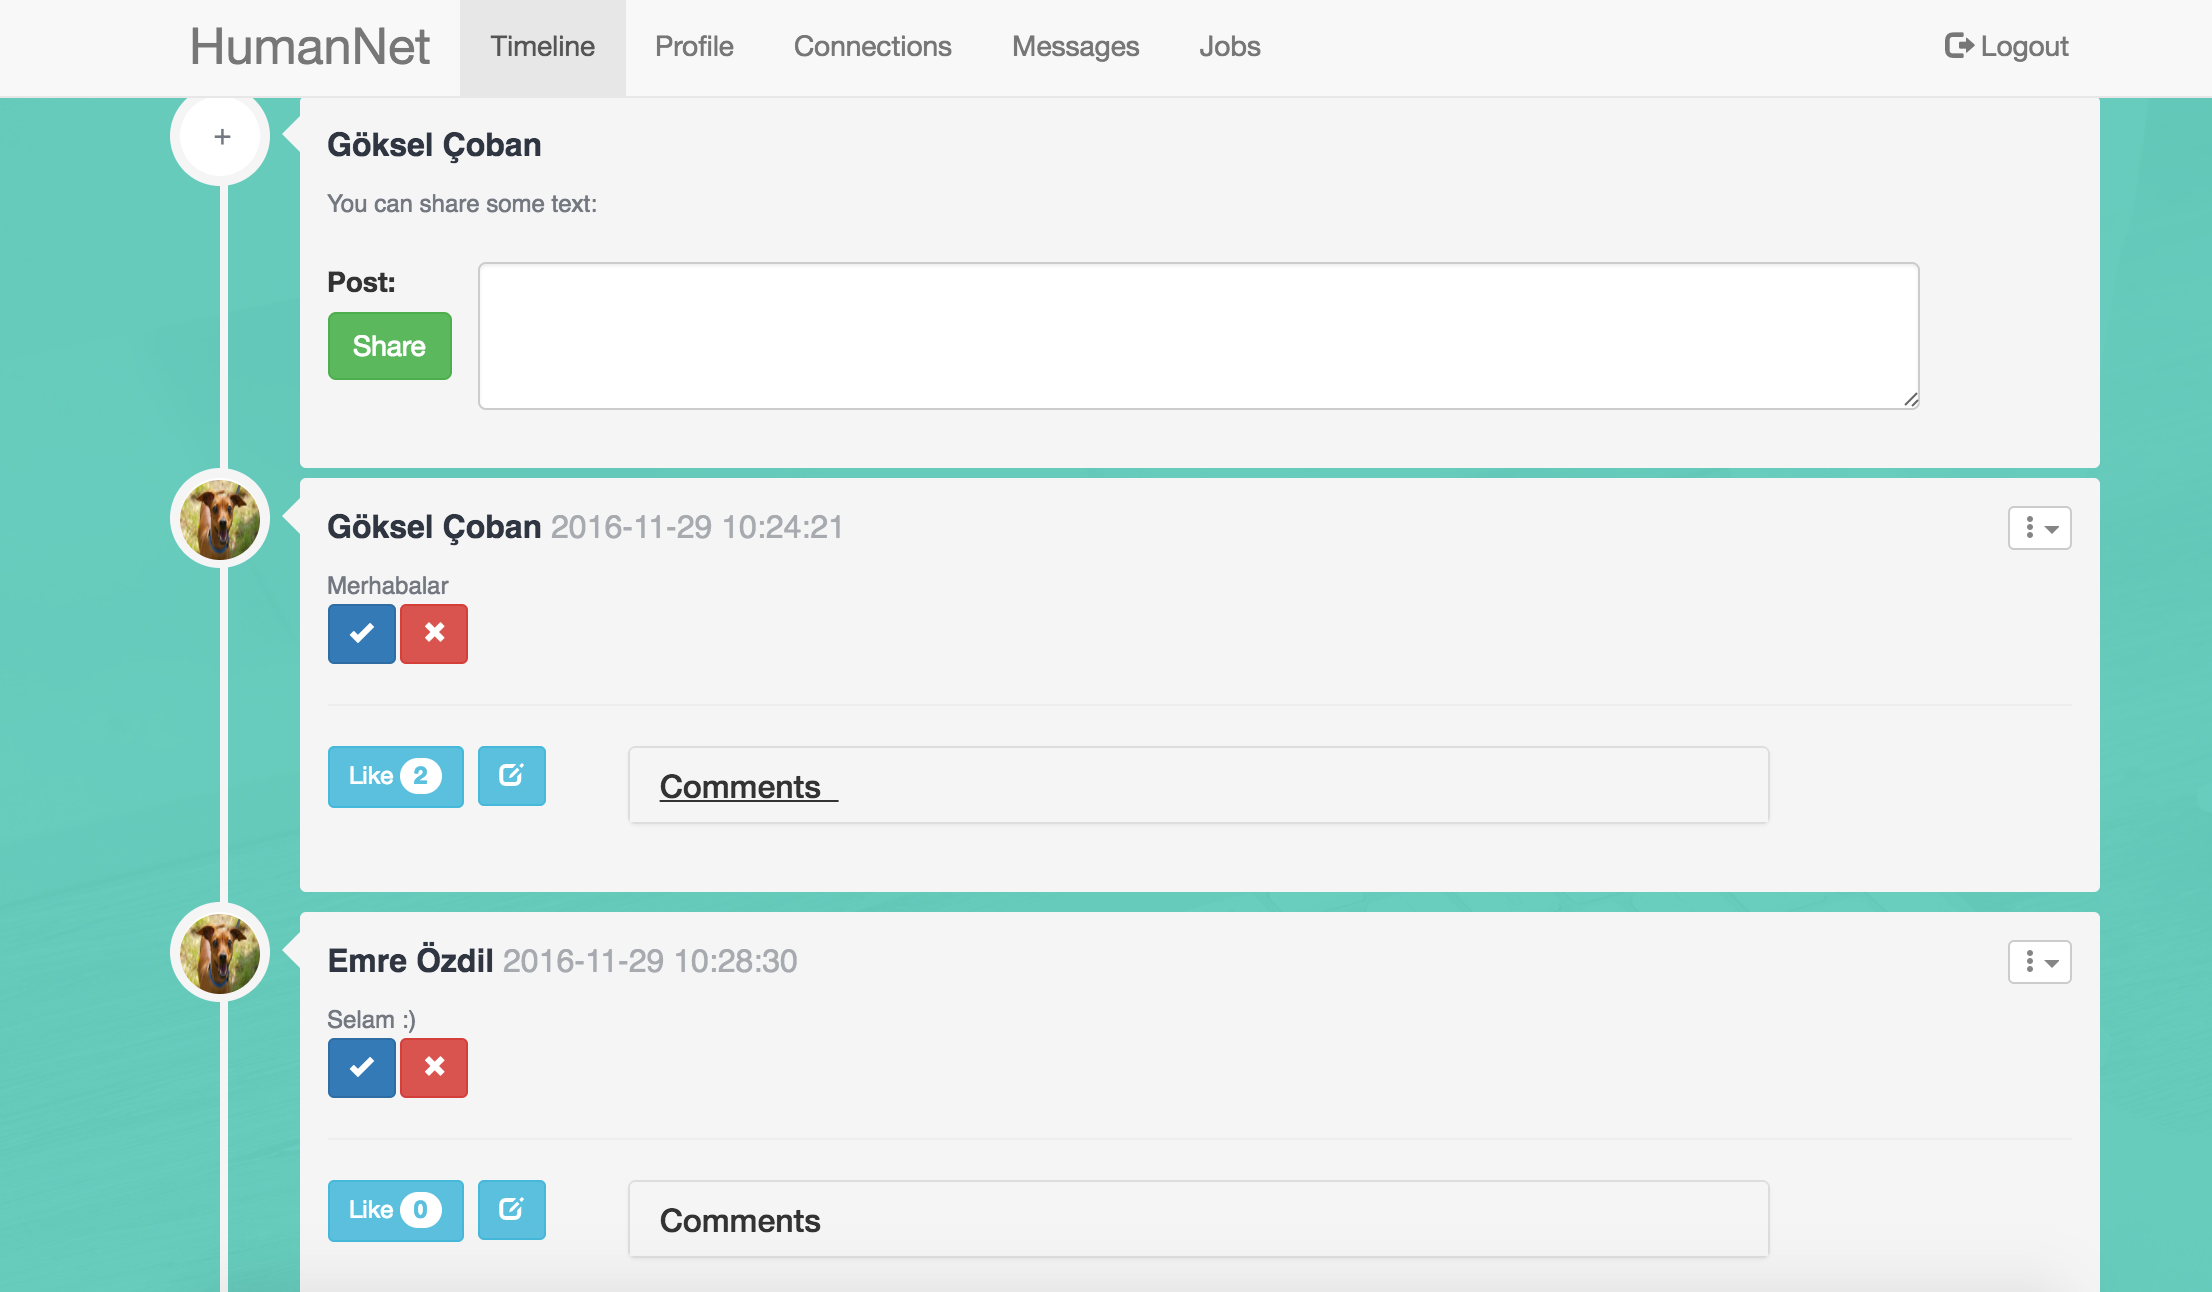 HumanNet Timeline Profile Connections Messages Jobs Logout
+
Göksel Çoban
You can share some text:
Post:
Share
Göksel Çoban 2016-11-29 10:24:21
Merhabalar
Like 2
Comments
Emre Özdil 2016-11-29 10:28:30
Selam :)
Like 0
Comments